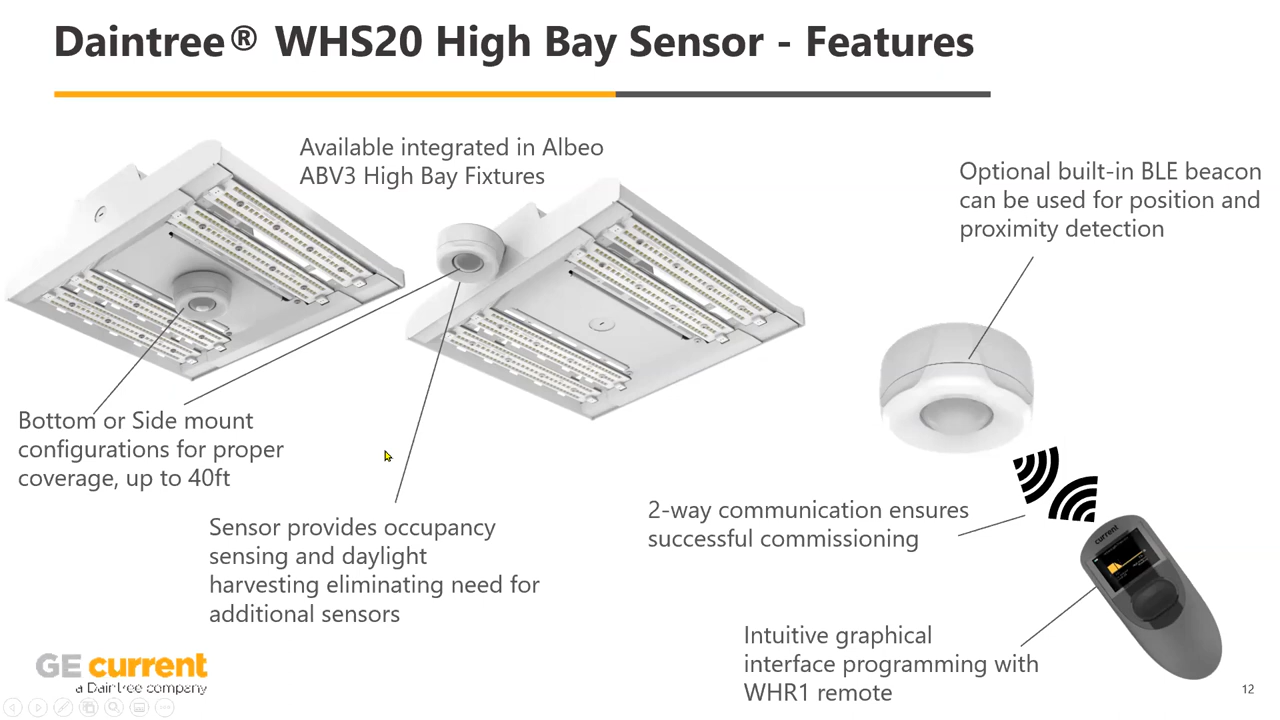 Daintree® WHS20 High Bay Sensor - Features
Available integrated in Albeo
ABV3 High Bay Fixtures
Optional built-in BLE beacon
can be used for position and
proximity detection
Bottom or Side mount
configurations for proper
coverage, up to 40ft
Sensor provides occupancy
sensing and daylight
harvesting eliminating need for
additional sensors
2-way communication ensures
successful commissioning
current
Intuitive graphical
interface programming with
WHR1 remote
GE current
a Daintree company
12